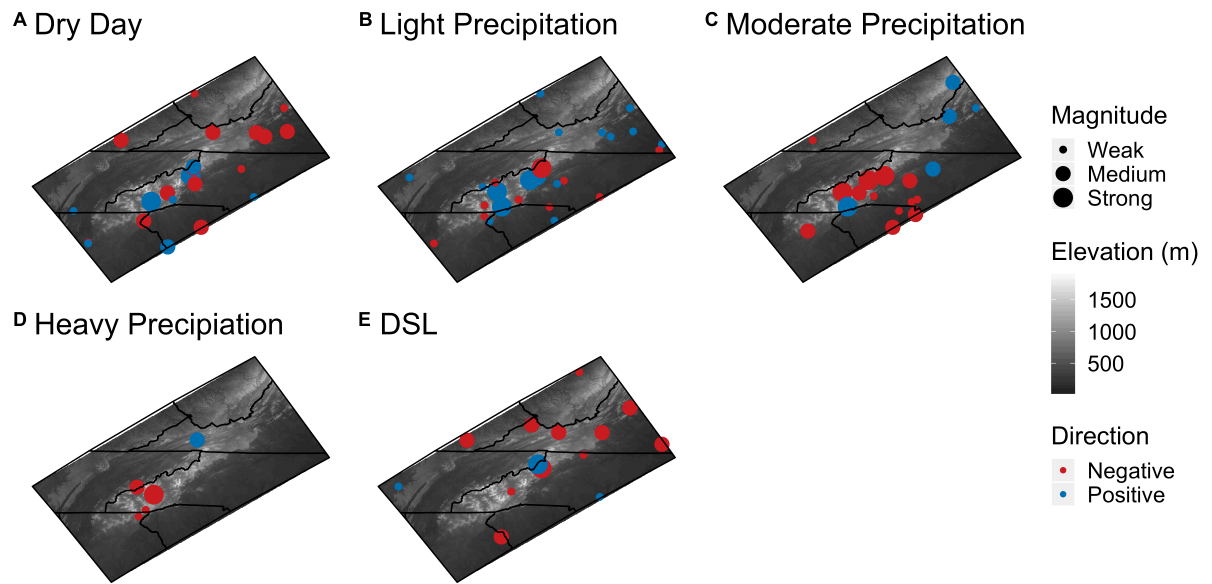 A Dry Day
B Light Precipitation
C Moderate Precipitation
Magnitude
Weak
Medium
Strong
Elevation (m)
1500
1000
500
D Heavy Precipiation
E DSL
Direction
Negative
Positive